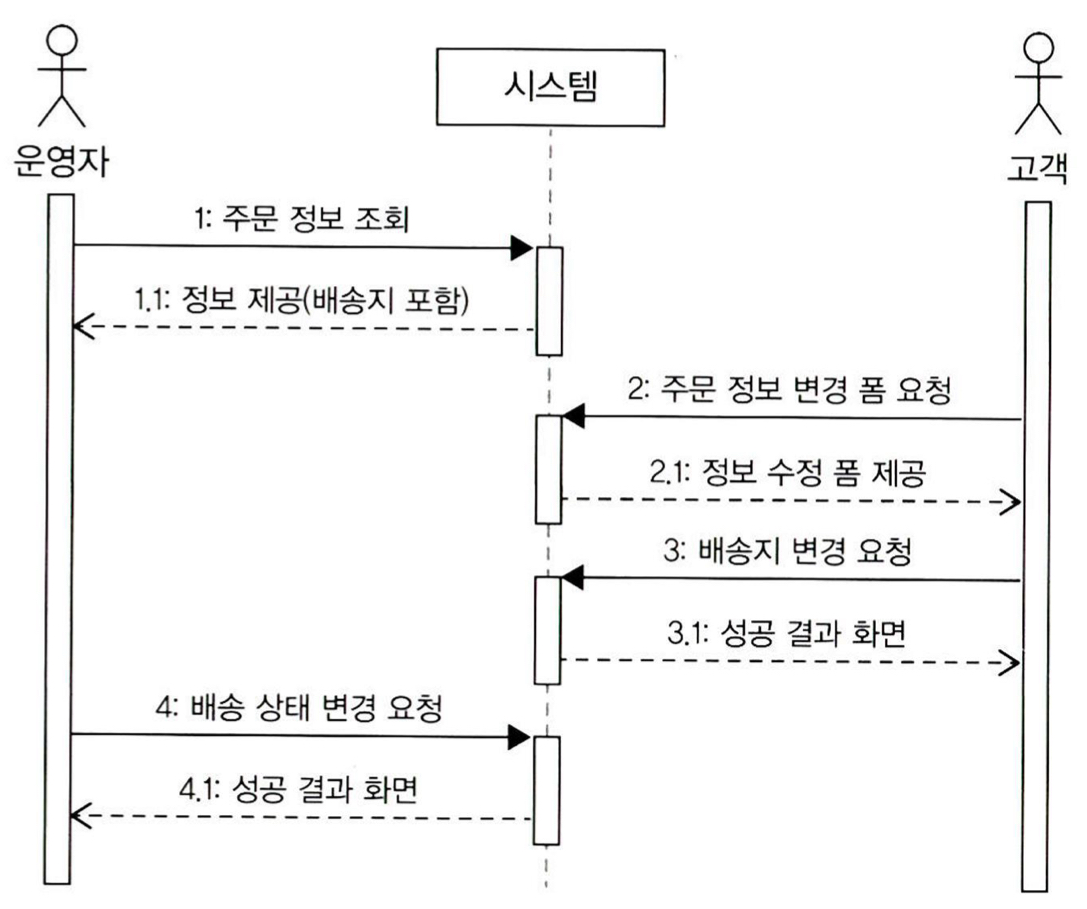 시스템
운영자
고객
1: 주문 정보 조회
1.1: 정보 제공(배송지 포함)
2: 주문 정보 변경 폼 요청
2.1: 정보 수정 폼 제공
3: 배송지 변경 요청
3.1: 성공 결과 화면
4: 배송 상태 변경 요청
4.1: 성공 결과 화면